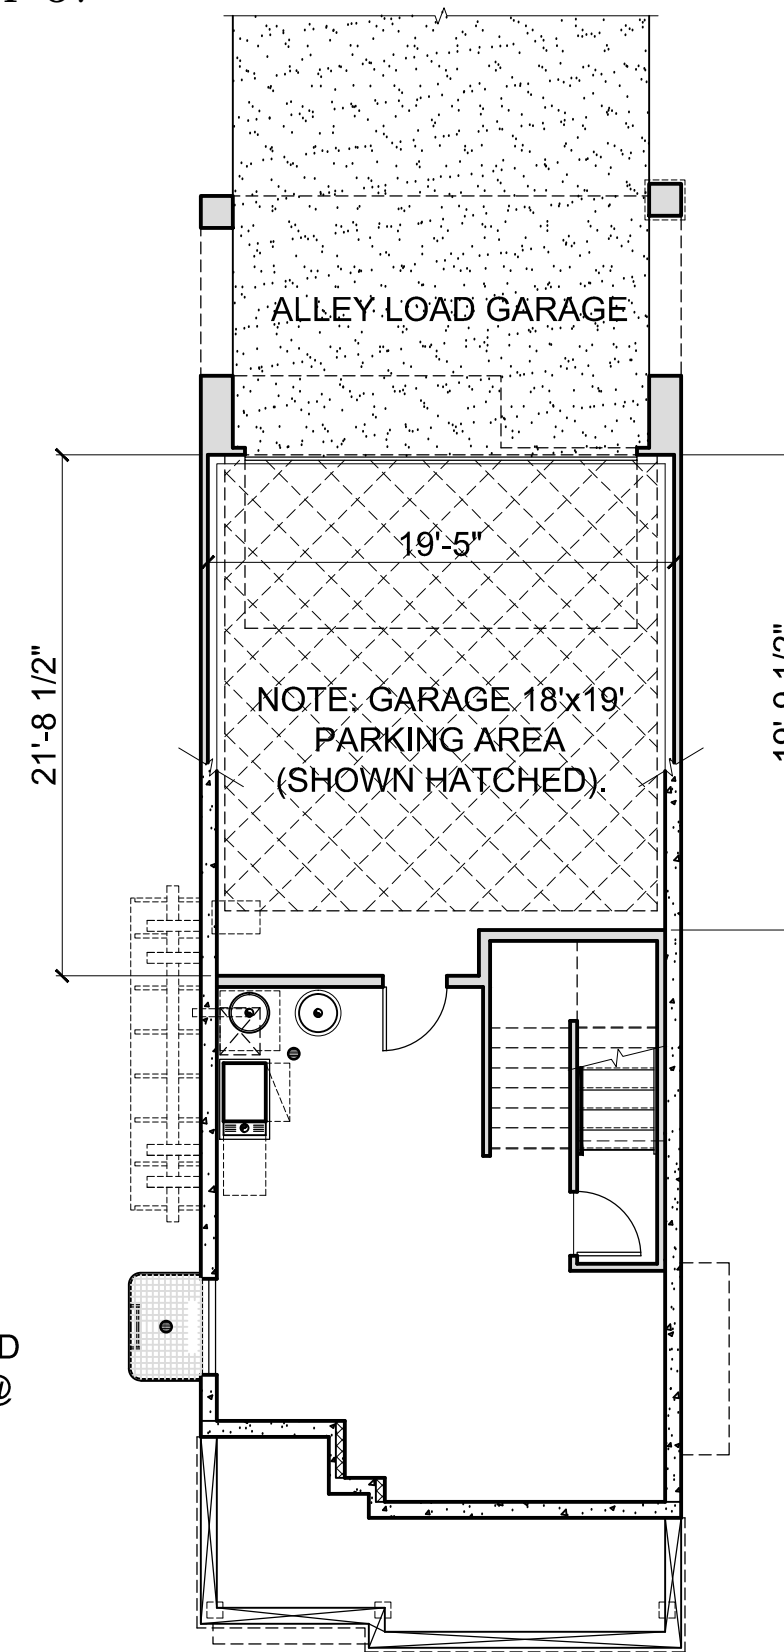 ALLEY LOAD GARAGE
19'-5"
21'-8 1/2"
NOTE: GARAGE 18'x19'
PARKING AREA
(SHOWN HATCHED).
D
@